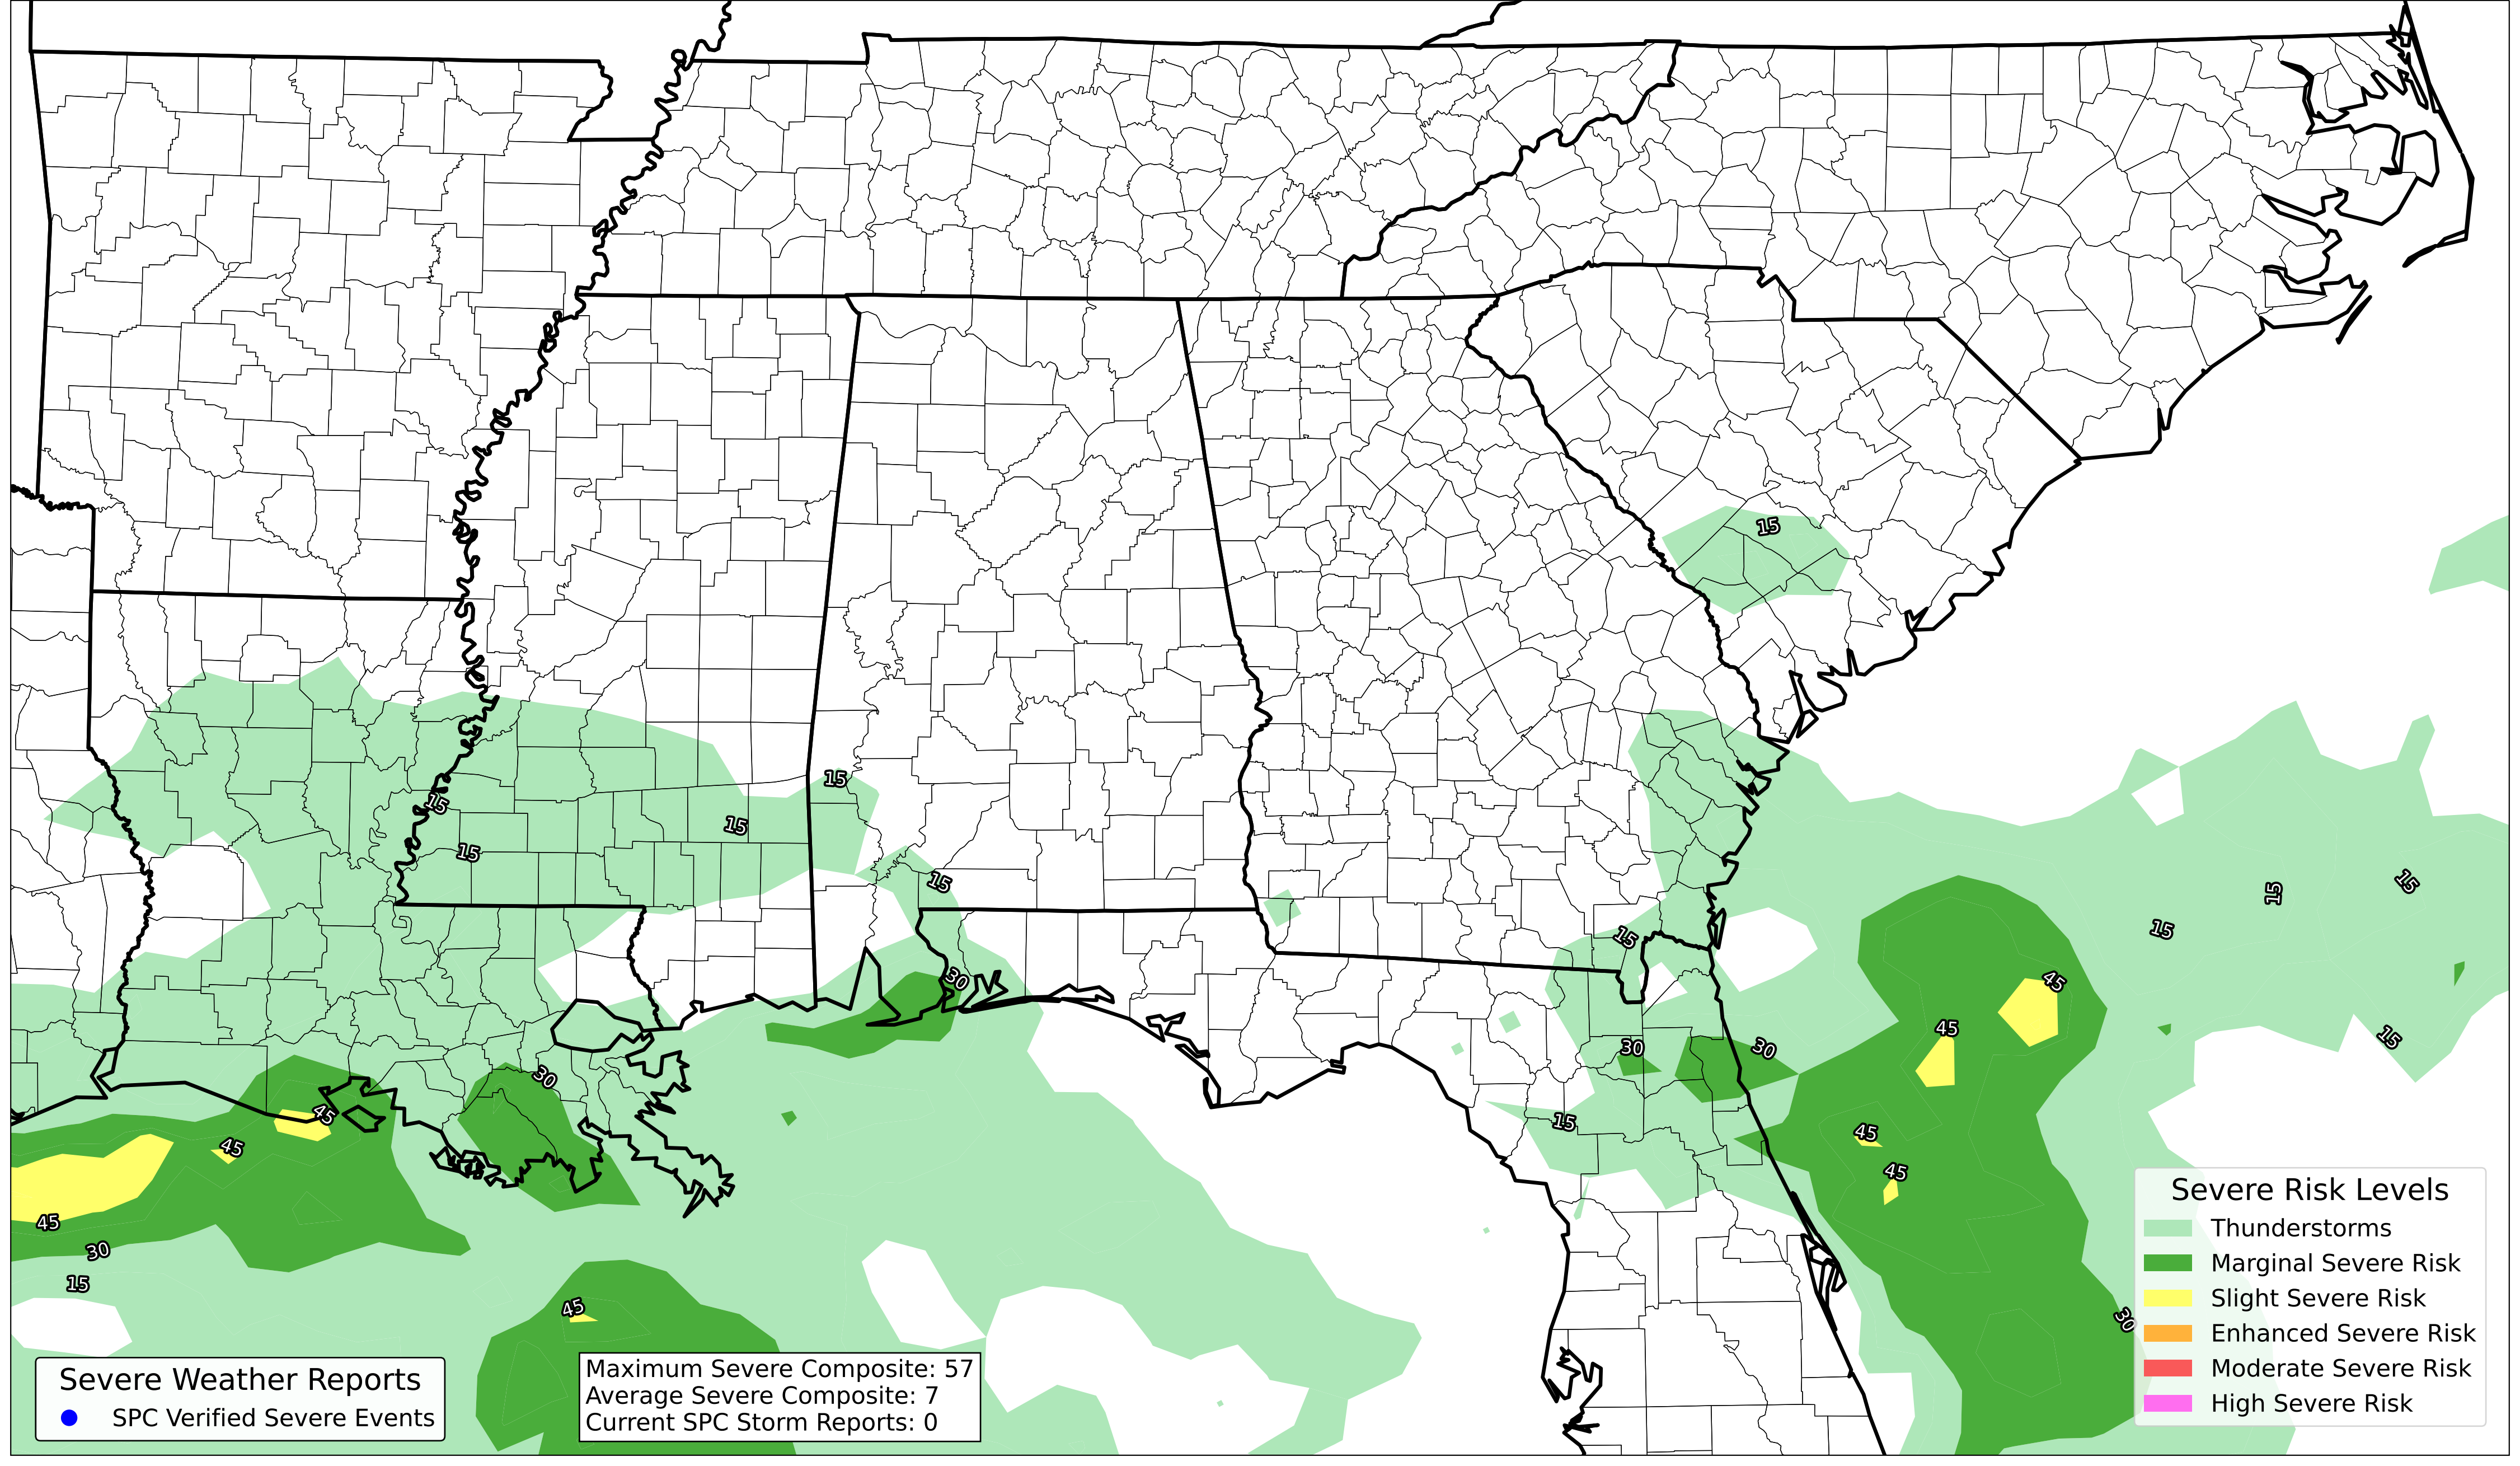 15
15
15
15
15
15
15
15
15
45
15
30
30
45
30
15
30
45
15
45
45
45
45
30
15
45
30
Severe Risk Levels
Thunderstorms
Marginal Severe Risk
Slight Severe Risk
Enhanced Severe Risk
Moderate Severe Risk
High Severe Risk
Severe Weather Reports
SPC Verified Severe Events
Maximum Severe Composite: 57
Average Severe Composite: 7
Current SPC Storm Reports: 0